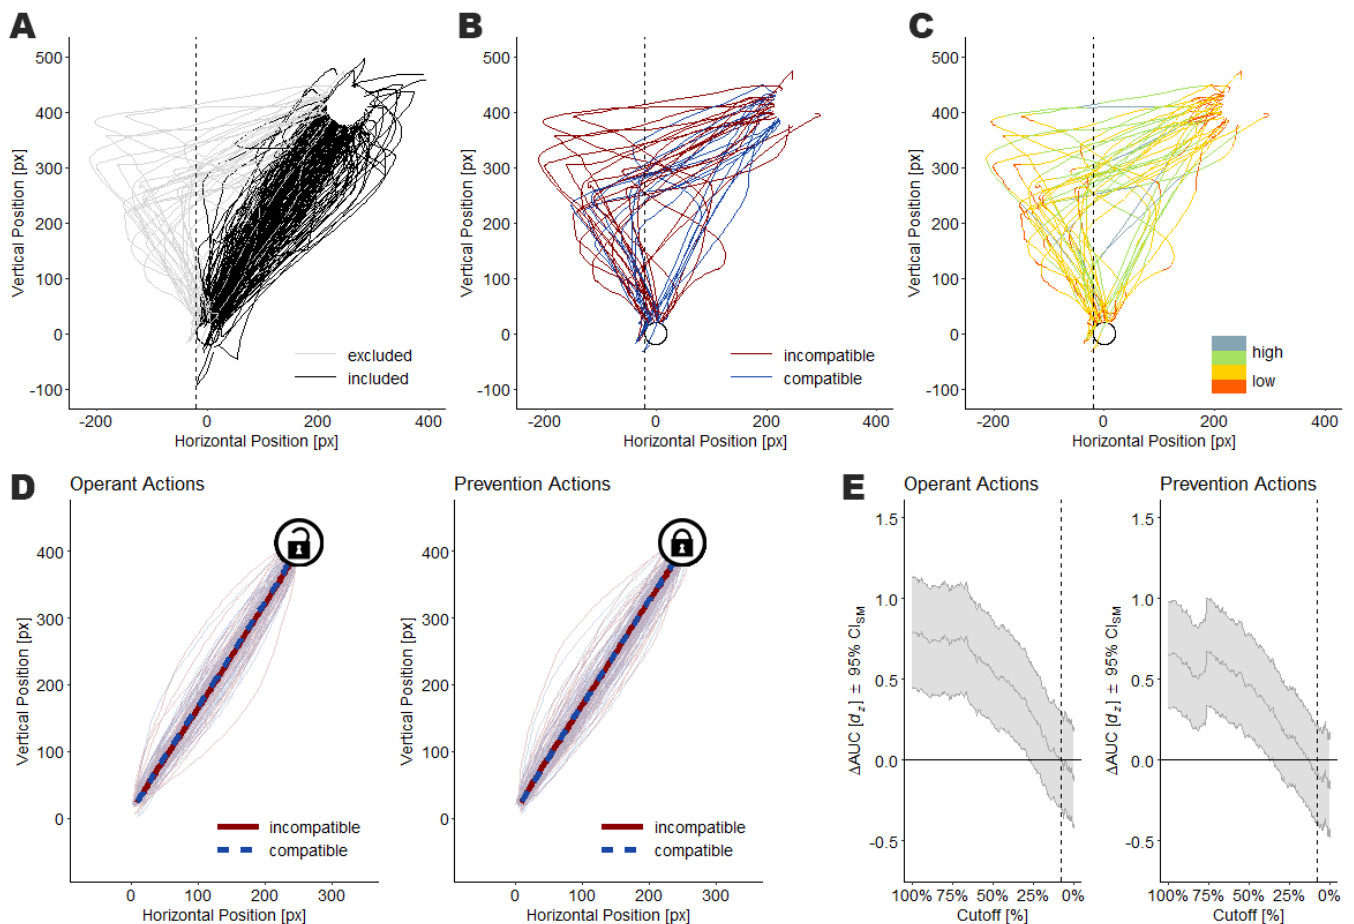 A
B
C
Vertical Position [px]
500
400
300
200
100
0
-100
excluded
included
-200
0
200
400
Horizontal Position [px]
Vertical Position [px]
500
400
300
200
100
0
-100
incompatible
compatible
-200
0
200
400
Horizontal Position [px]
Vertical Position [px]
500
400
300
200
100
0
-100
high
low
-200
0
200
400
Horizontal Position [px]
D
Operant Actions
Vertical Position [px]
400
300
200
100
0
incompatible
compatible
0
100
200
300
Horizontal Position [px]
Prevention Actions
Vertical Position [px]
400
300
200
100
0
incompatible
compatible
0
100
200
300
Horizontal Position [px]
E
Operant Actions
ΔAUC [dz] ± 95% CISM
1.5
1.0
0.5
0.0
-0.5
100%
75%
50%
25%
0%
Cutoff [%]
Prevention Actions
ΔAUC [dz] ± 95% CISM
1.5
1.0
0.5
0.0
-0.5
100%
75%
50%
25%
0%
Cutoff [%]